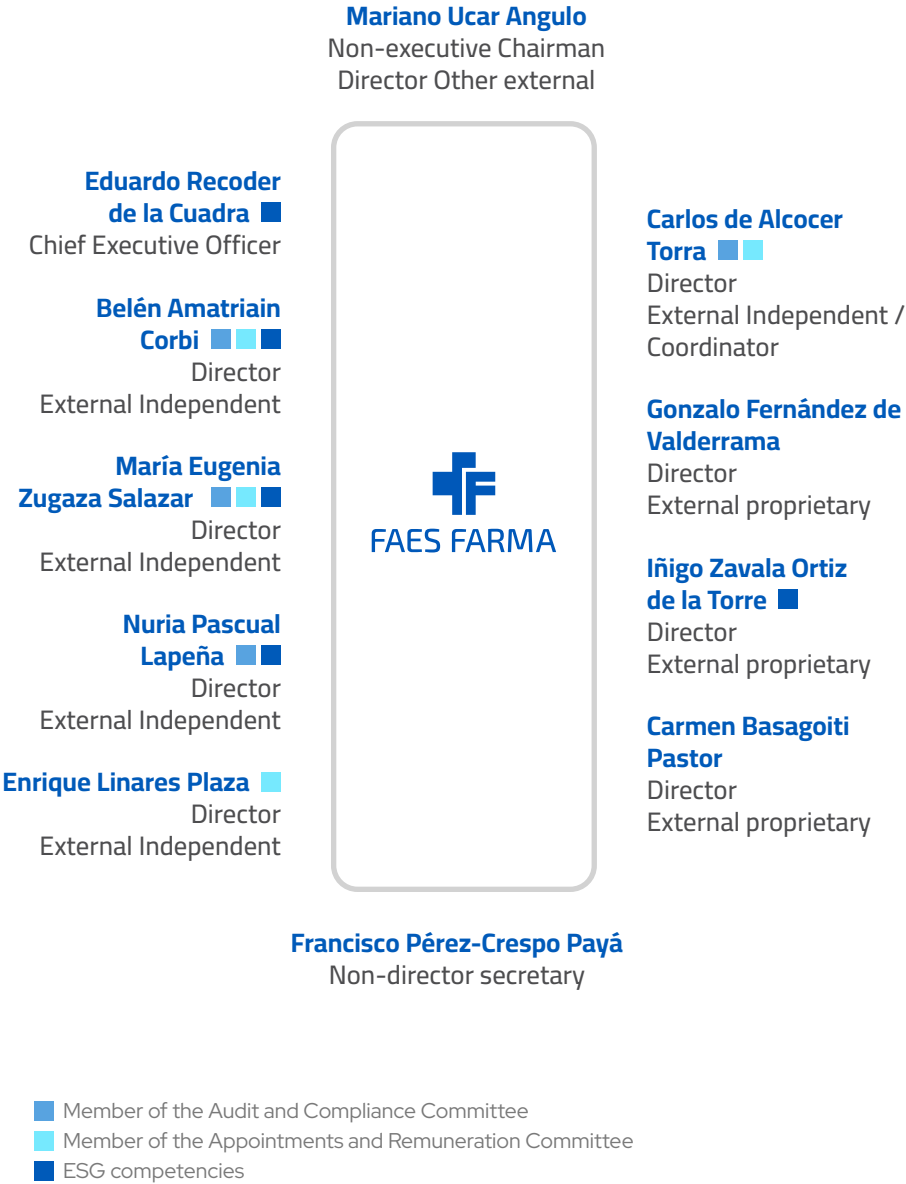 Mariano Ucar Angulo
Non-executive Chairman
Director Other external
Eduardo Recoder
de la Cuadra
Chief Executive Officer
Belén Amatriain
Corbi
Director
External Independent
María Eugenia
Zugaza Salazar
Director
External Independent
Nuria Pascual
Lapeña
Director
External Independent
Enrique Linares Plaza
Director
External Independent
FAES FARMA
Carlos de Alcocer
Torra
Director
External Independent /
Coordinator
Gonzalo Fernández de
Valderrama
Director
External proprietary
Iñigo Zavala Ortiz
de la Torre
Director
External proprietary
Carmen Basagoiti
Pastor
Director
External proprietary
Francisco Pérez-Crespo Payá
Non-director secretary
Member of the Audit and Compliance Committee
Member of the Appointments and Remuneration Committee
ESG competencies